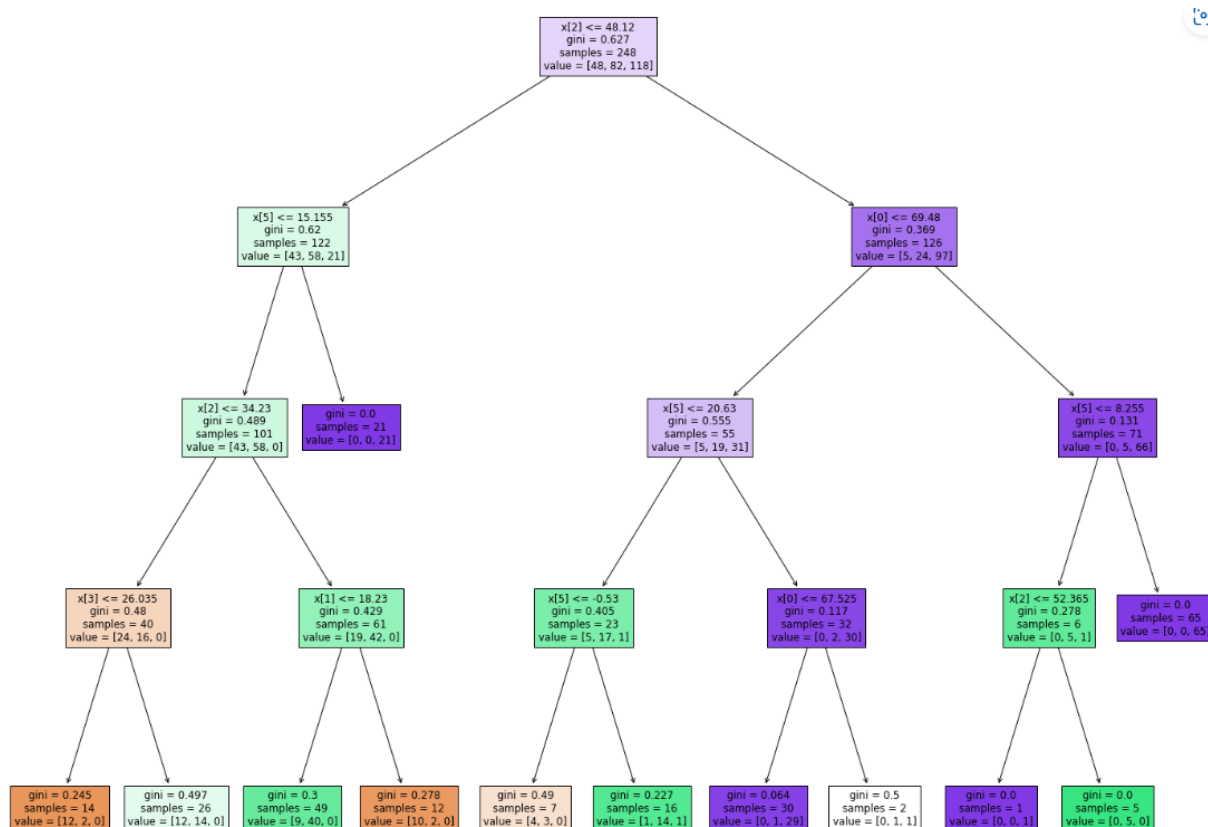 x[2] <= 48.12
gini = 0.627
samples = 248
value = [48, 82, 118]
x[5] <= 15.155
gini = 0.62
samples = 122
value = [43, 58, 21]
x[0] <= 69.48
gini = 0.369
samples = 126
value = [5, 24, 97]
x[2] <= 34.23
gini = 0.489
samples = 101
value = [43, 58, 0]
gini = 0.0
samples = 21
value = [0, 0, 21]
x[5] <= 20.63
gini = 0.555
samples = 55
value = [5, 19, 31]
x[5] <= 8.255
gini = 0.131
samples = 71
value = [0, 5, 66]
x[3] <= 26.035
gini = 0.48
samples = 40
value = [24, 16, 0]
x[1] <= 18.23
gini = 0.429
samples = 61
value = [19, 42, 0]
x[5] <= -0.53
gini = 0.405
samples = 23
value = [5, 17, 1]
x[0] <= 67.525
gini = 0.117
samples = 32
value = [0, 2, 30]
x[2] <= 52.365
gini = 0.278
samples = 6
value = [0, 5, 1]
gini = 0.0
samples = 65
value = [0, 0, 65]
gini = 0.245
samples = 14
value = [12, 2, 0]
gini = 0.497
samples = 26
value = [12, 14, 0]
gini = 0.3
samples = 49
value = [9, 40, 0]
gini = 0.278
samples = 12
value = [10, 2, 0]
gini = 0.49
samples = 7
value = [4, 3, 0]
gini = 0.227
samples = 16
value = [1, 14, 1]
gini = 0.064
samples = 30
value = [0, 1, 29]
gini = 0.5
samples = 2
value = [0, 1, 1]
gini = 0.0
samples = 1
value = [0, 0, 1]
gini = 0.0
samples = 5
value = [0, 5, 0]